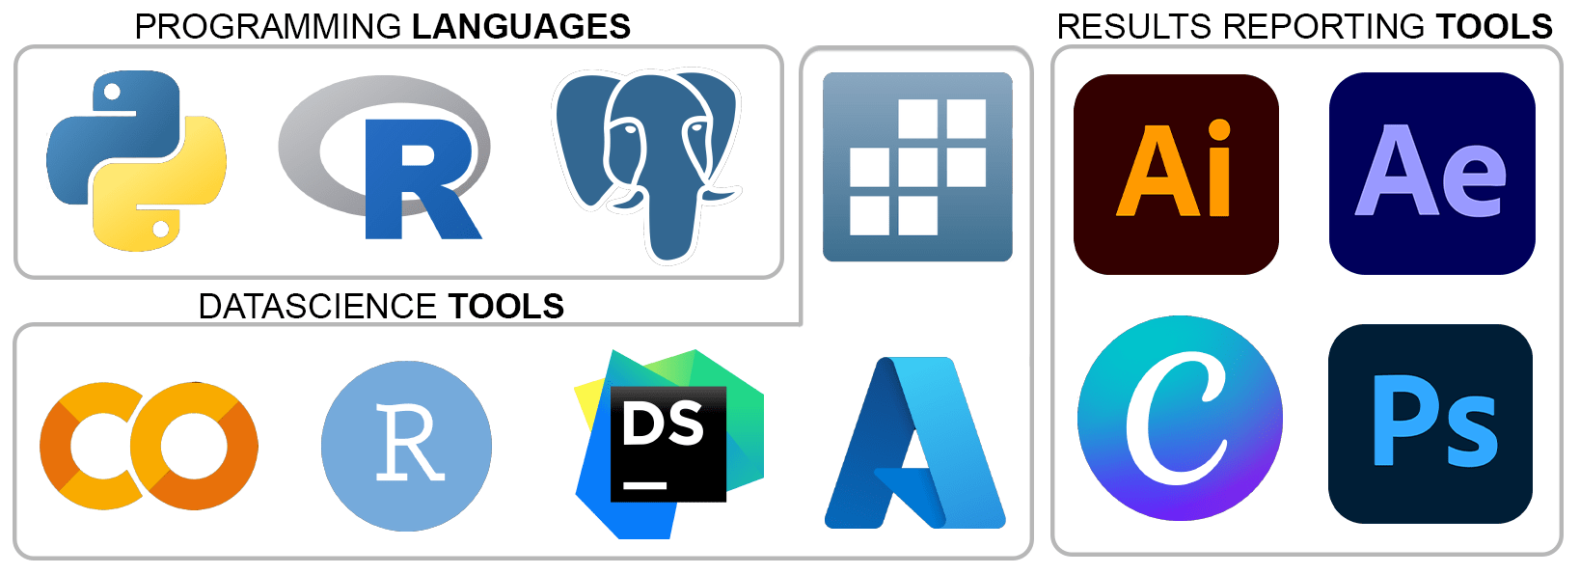 PROGRAMMING LANGUAGES
RESULTS REPORTING TOOLS
R
Ai
Ae
DATASCIENCE TOOLS
R
DS
C
Ps